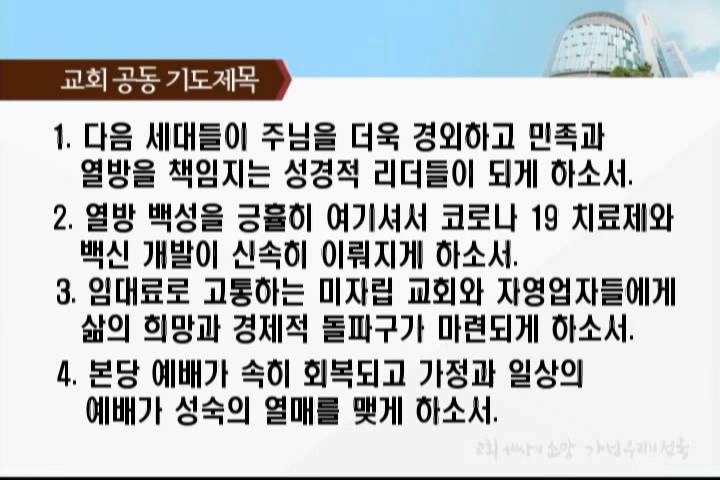 교회 공동 기도제목
1. 다음 세대들이 주님을 더욱 경외하고 민족과
열방을 책임지는 성경적 리더들이 되게 하소서.
2. 열방 백성을 긍휼히 여기셔서 코로나 19 치료제와
백신 개발이 신속히 이뤄지게 하소서.
3. 임대료로 고통하는 미자립 교회와 자영업자들에게
삶의 희망과 경제적 돌파구가 마련되게 하소서.
4. 본당 예배가 속히 회복되고 가정과 일상의
예배가 성숙의 열매를 맺게 하소서.